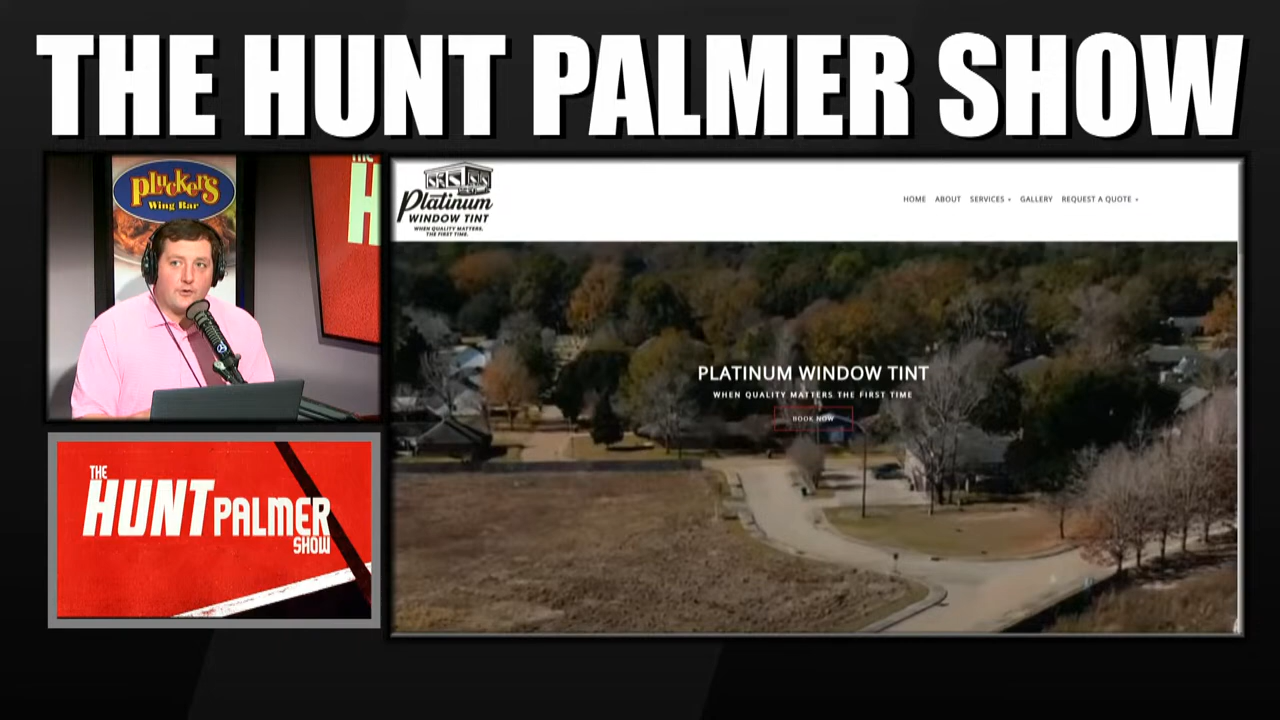 THE HUNT PALMER SHOW
pluckers
Wing Bar
THE
H
Platinum
WINDOW TINT
WHEN QUALITY MATTERS,
THE FIRST TIME.
HOME ABOUT SERVICES GALLERY REQUEST A QUOTE
PLATINUM WINDOW TINT
WHEN QUALITY MATTERS THE FIRST TIME
BOOK NOW
THE
HUNT PALMER
SHOW